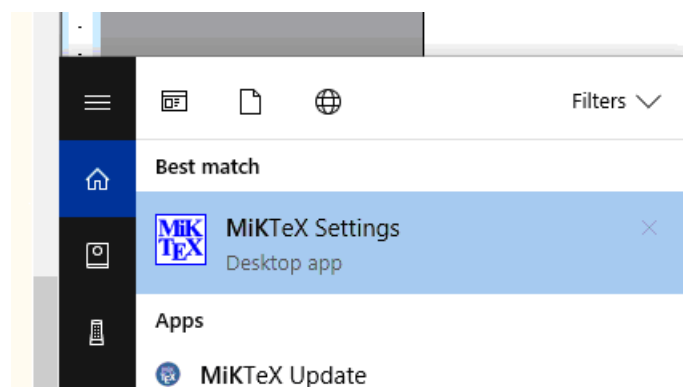 Filters
Best match
MiK
TEX
MiKTeX Settings
Desktop app
Apps
MiKTeX Update